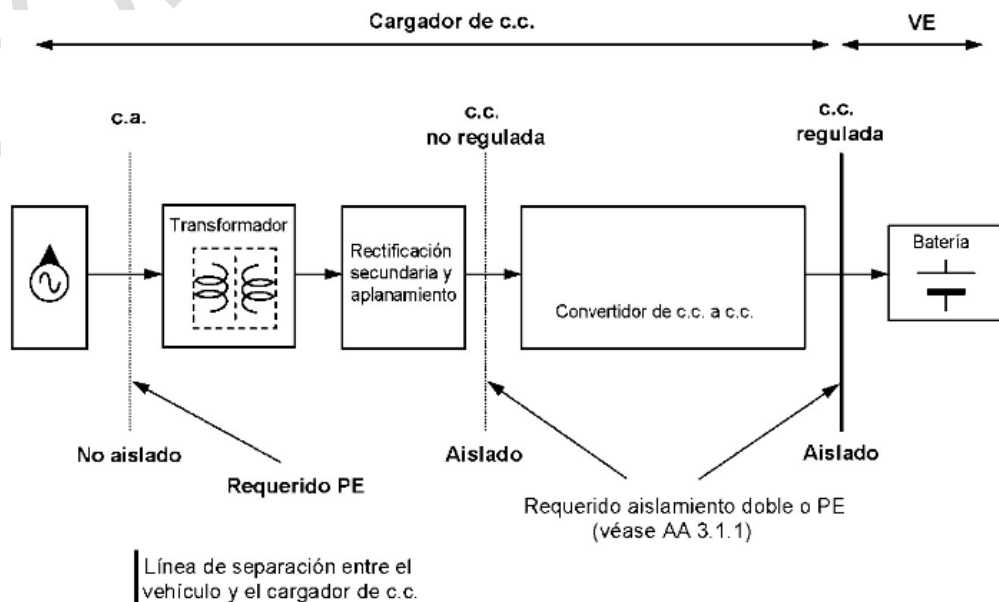 Cargador de c.c.
VE
c.a.
c.c.
no regulada
c.c.
regulada
Transformador
Rectificación
secundaria y
aplanamiento
Convertidor de c.c. a c.c.
Batería
No aislado
Aislado
Aislado
Requerido PE
Requerido aislamiento doble o PE
(véase AA 3.1.1)
Línea de separación entre el
vehículo y el cargador de c.c.